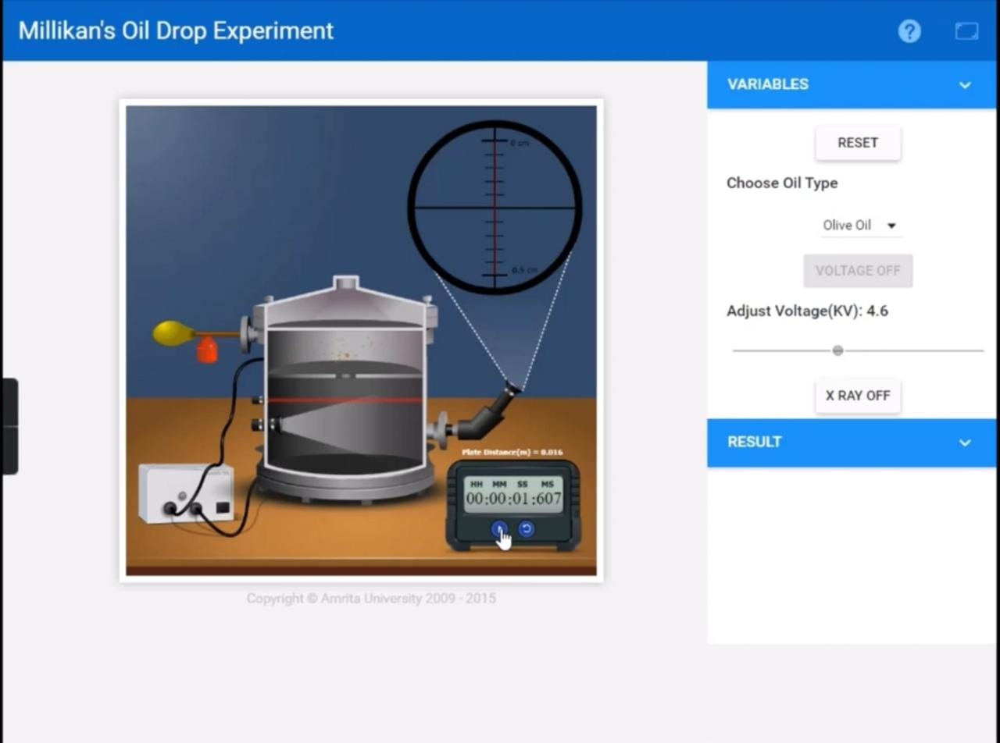 Millikan's Oil Drop Experiment
?
VARIABLES
RESET
Choose Oil Type
Olive Oil
VOLTAGE OFF
Adjust Voltage(KV): 4.6
X RAY OFF
RESULT
0 cm
0.5 cm
Plate Distance(m) = 0.016
HH MM SS MS
00:00:01:607
Copyright © Amrita University 2009 - 2015